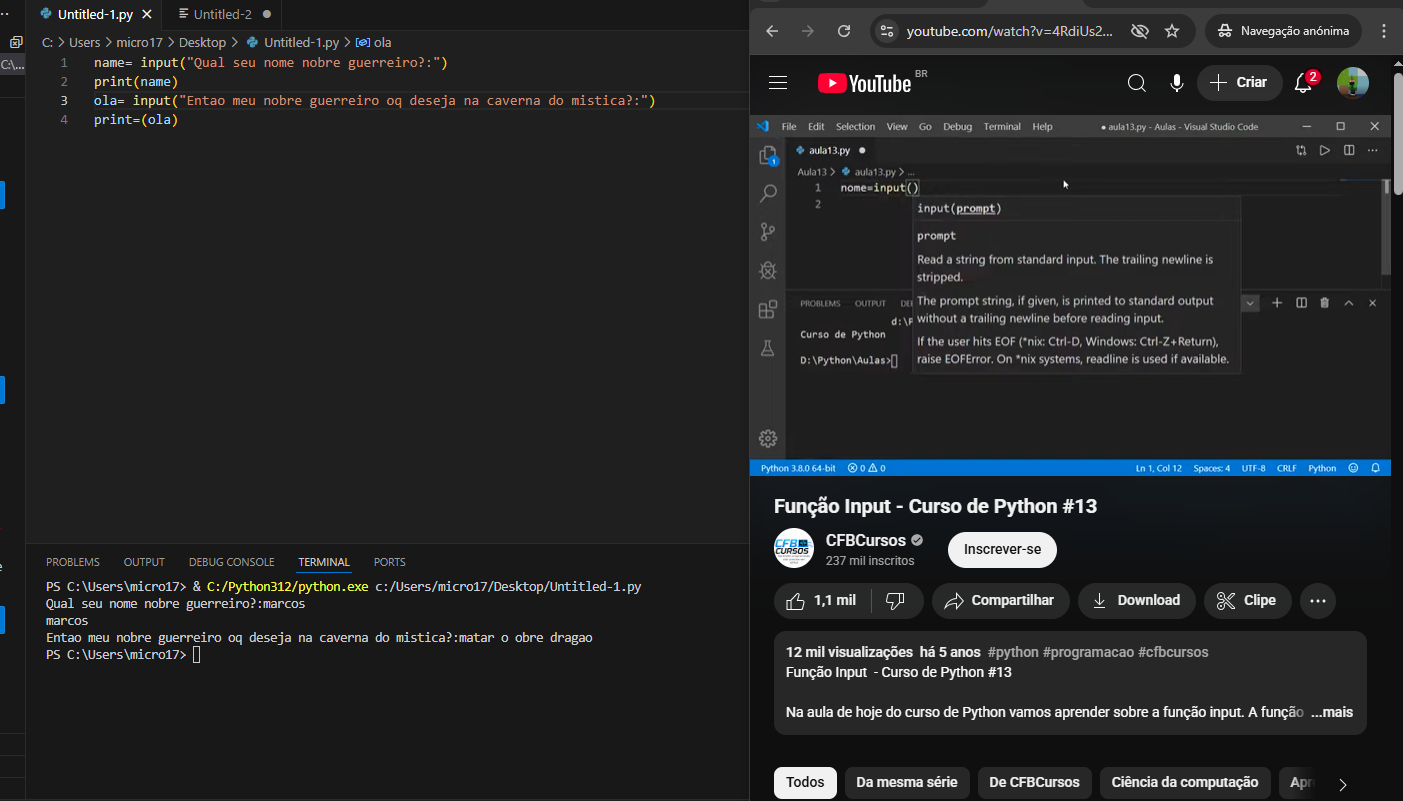 Untitled-1.py
Untitled-2
C: > Users > micro17 > Desktop > Untitled-1.py > ola
C:\...
1 name= input("Qual seu nome nobre guerreiro?:")
2 print(name)
3 ola= input("Entao meu nobre guerreiro oq deseja na caverna do mistica?:")
4 print=(ola)
PROBLEMS OUTPUT DEBUG CONSOLE TERMINAL PORTS
PS C:\Users\micro17> & C:/Python312/python.exe c:/Users/micro17/Desktop/Untitled-1.py
Qual seu nome nobre guerreiro?:marcos
marcos
Entao meu nobre guerreiro oq deseja na caverna do mistica?:matar o obre dragao
PS C:\Users\micro17>
youtube.com/watch?v=4RdiUs2...
Navegação anónima
YouTube BR
Criar
2
File Edit Selection View Go Debug Terminal Help
● aula13.py - Aulas - Visual Studio Code
aula13.py ●
Aula13 > aula13.py > ...
1 nome=input()
2
input(prompt)
prompt
Read a string from standard input. The trailing newline is
stripped.
The prompt string, if given, is printed to standard output
without a trailing newline before reading input.
If the user hits EOF (*nix: Ctrl-D, Windows: Ctrl-Z+Return),
raise EOFError. On *nix systems, readline is used if available.
1
PROBLEMS OUTPUT DE
d:\P
Curso de Python
D:\Python\Aulas>
Python 3.8.0 64-bit 0 0
Ln 1, Col 12 Spaces: 4 UTF-8 CRLF Python
Função Input - Curso de Python #13
CFB CURSOS
CFBCursos
237 mil inscritos
Inscrever-se
1,1 mil
Compartilhar
Download
Clipe
12 mil visualizações há 5 anos #python #programacao #cfbcursos
Função Input - Curso de Python #13
Na aula de hoje do curso de Python vamos aprender sobre a função input. A função ...mais
Todos
Da mesma série
De CFBCursos
Ciência da computação
Apr